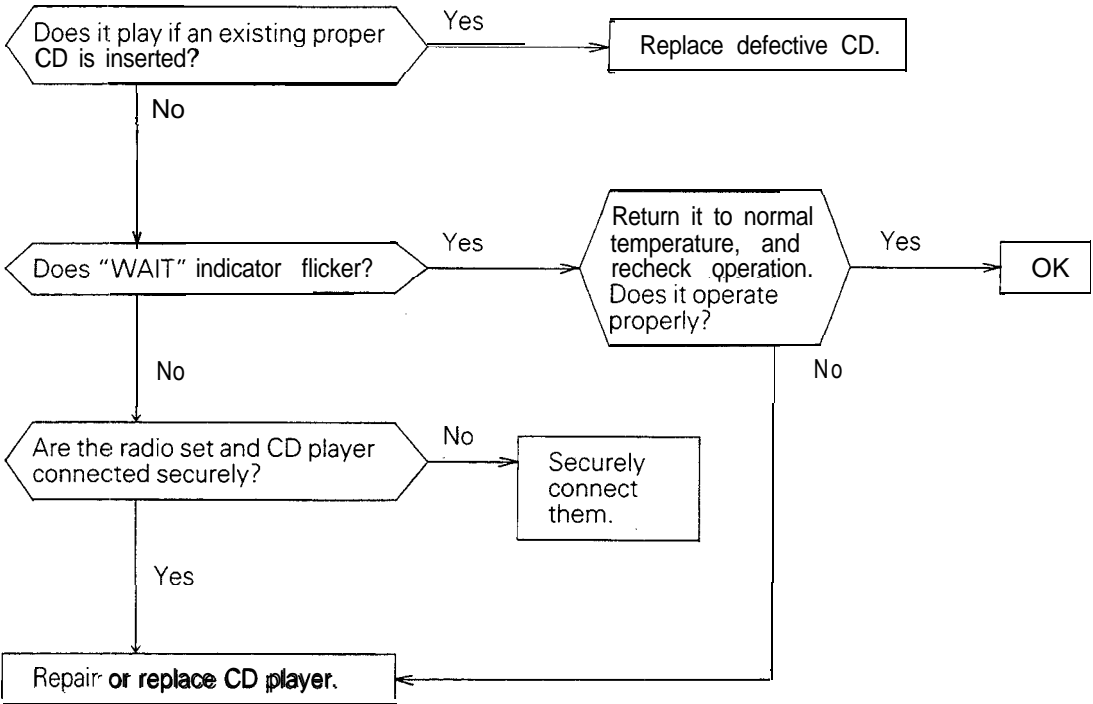 Does it play if an existing proper
CD is inserted?
Yes
Replace defective CD.
No
Does "WAIT" indicator flicker?
Yes
Return it to normal
temperature, and
recheck operation.
Does it operate
properly?
Yes
OK
No
No
Are the radio set and CD player
connected securely?
No
Securely
connect
them.
Yes
Repair or replace CD player.